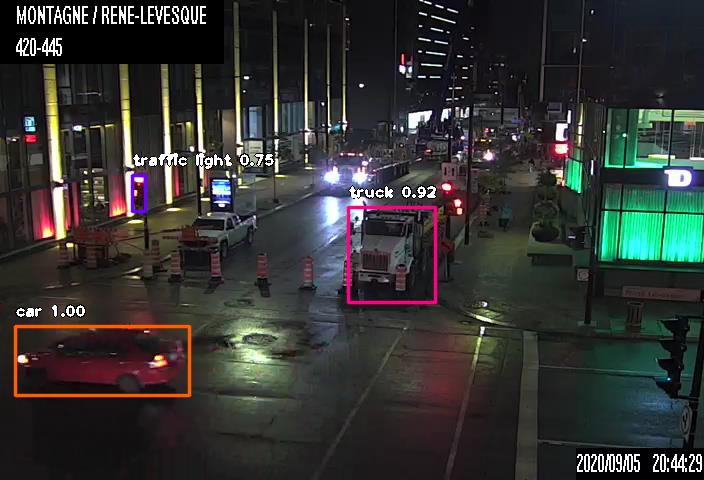 MONTAGNE / RENE-LEVESQUE
420-445
traffic light 0.75
truck 0.92
car 1.00
2020/09/05 20:44:29